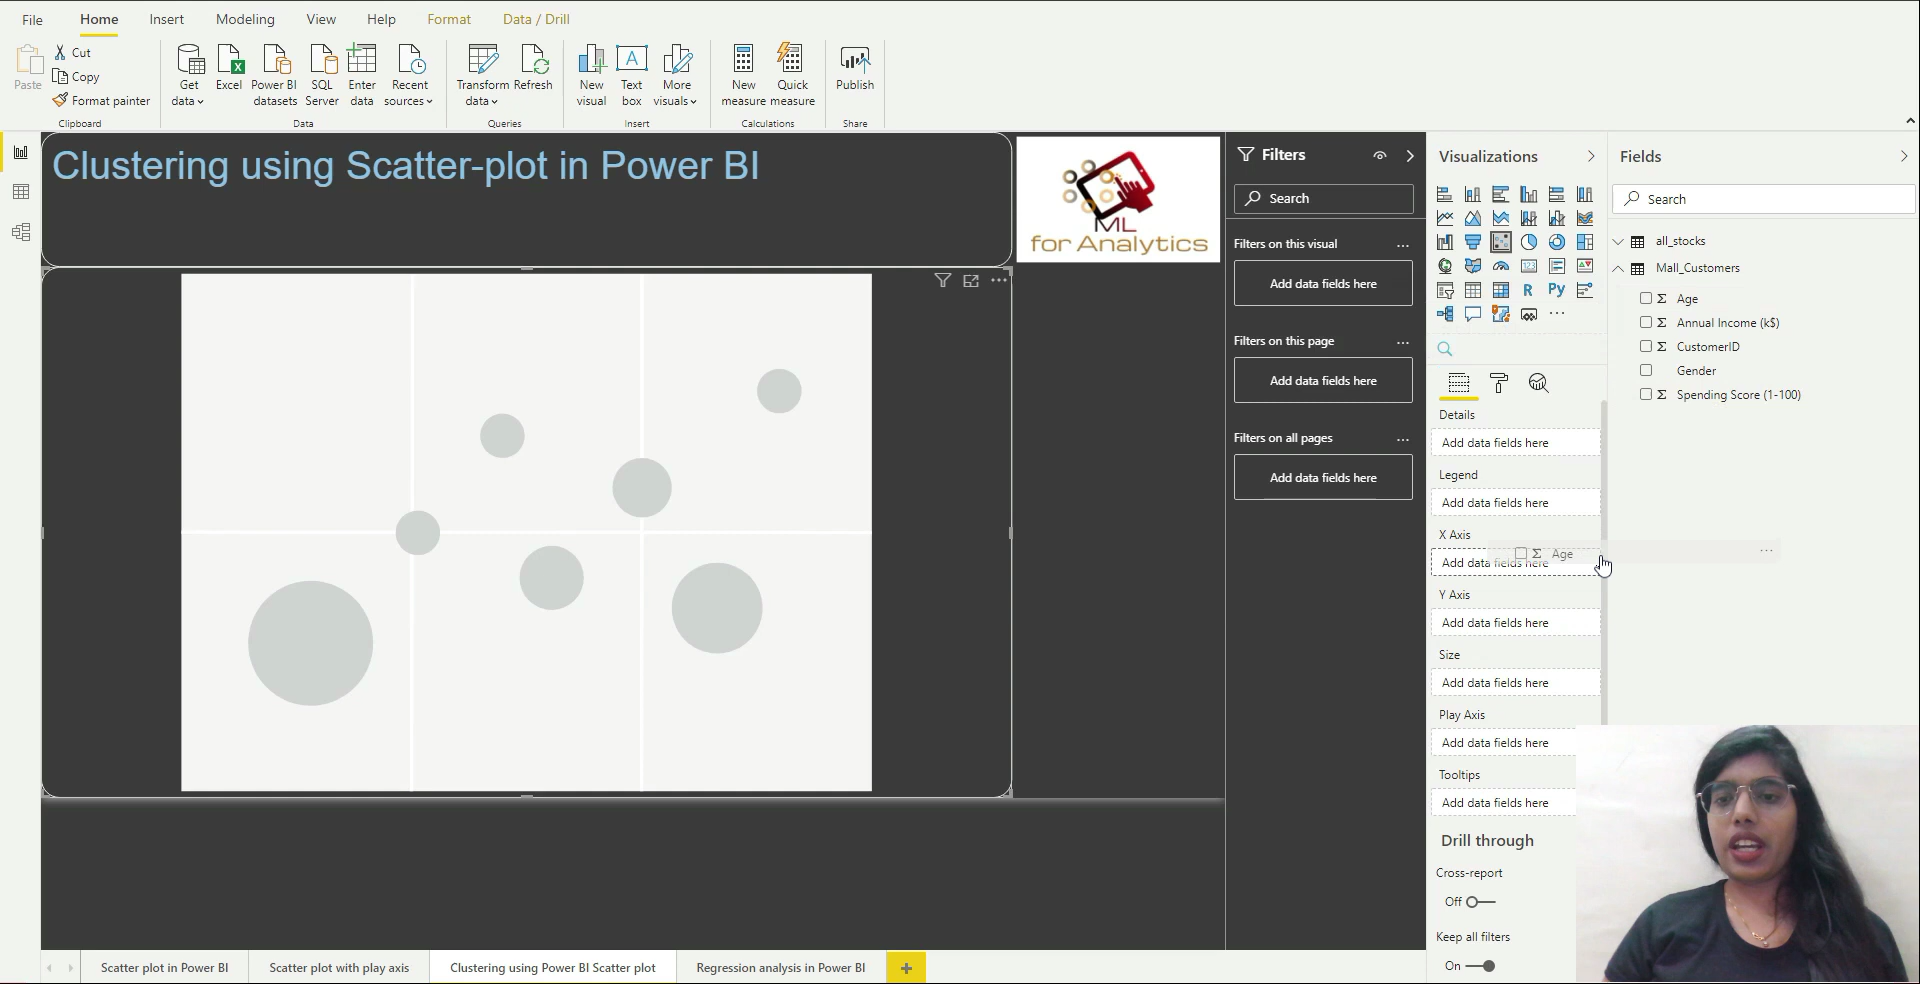 File Home Insert Modeling View Help Format Data / Drill
Paste
Cut
Copy
Format painter
Clipboard
Get data
Excel
Power BI datasets
SQL Server
Enter data
Recent sources
Data
Transform data
Refresh
Queries
New visual
A
Text box
More visuals
Insert
New measure
Quick measure
Calculations
Publish
Share
Clustering using Scatter-plot in Power BI
ML
for Analytics
Filters
Search
Filters on this visual
Add data fields here
Filters on this page
Add data fields here
Filters on all pages
Add data fields here
Visualizations
123
R
Py
Details
Add data fields here
Legend
Add data fields here
X Axis
Add data fields here
Σ Age
Y Axis
Add data fields here
Size
Add data fields here
Play Axis
Add data fields here
Tooltips
Add data fields here
Drill through
Cross-report
Off
Keep all filters
On
Fields
Search
all_stocks
Mall_Customers
Σ Age
Σ Annual Income (k$)
Σ CustomerID
Gender
Σ Spending Score (1-100)
Scatter plot in Power BI
Scatter plot with play axis
Clustering using Power BI Scatter plot
Regression analysis in Power BI
+